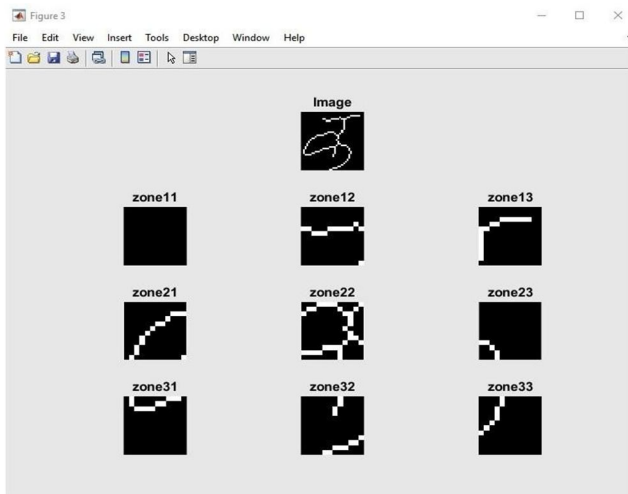 Figure 3
File Edit View Insert Tools Desktop Window Help
Image
zone11 zone12 zone13
zone21 zone22 zone23
zone31 zone32 zone33